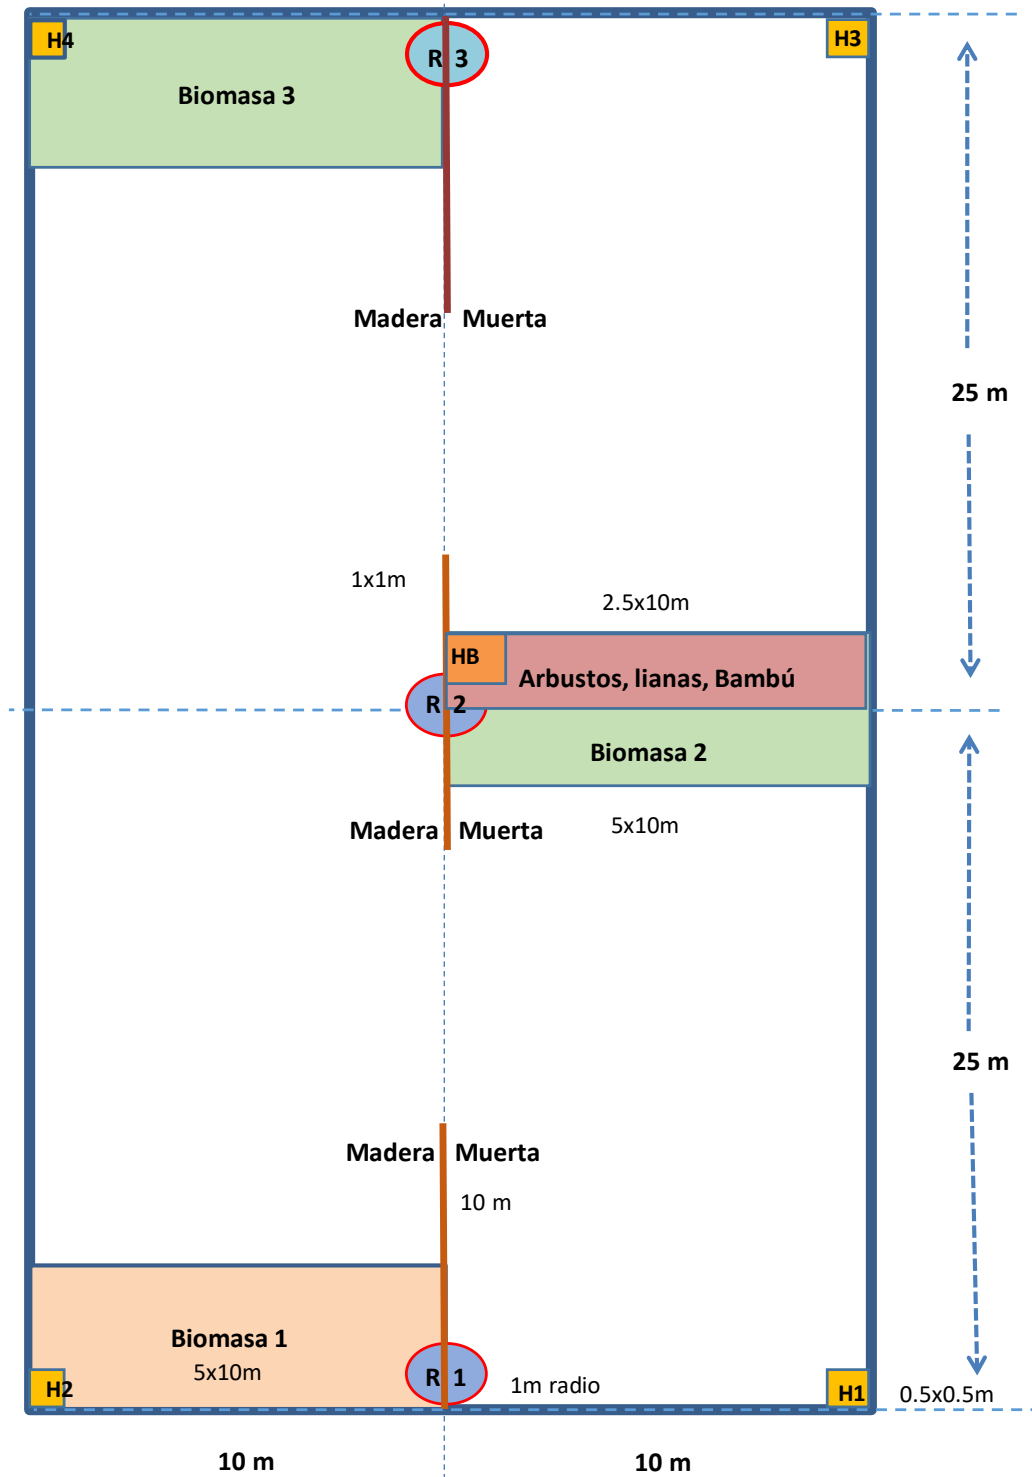 H4
R 3
H3
Biomasa 3
Madera Muerta
25 m
1x1m
2.5x10m
HB
Arbustos, lianas, Bambú
R 2
Biomasa 2
Madera Muerta
5x10m
25 m
Madera Muerta
10 m
Biomasa 1
5x10m
H2
R 1
1m radio
H1
0.5x0.5m
10 m
10 m